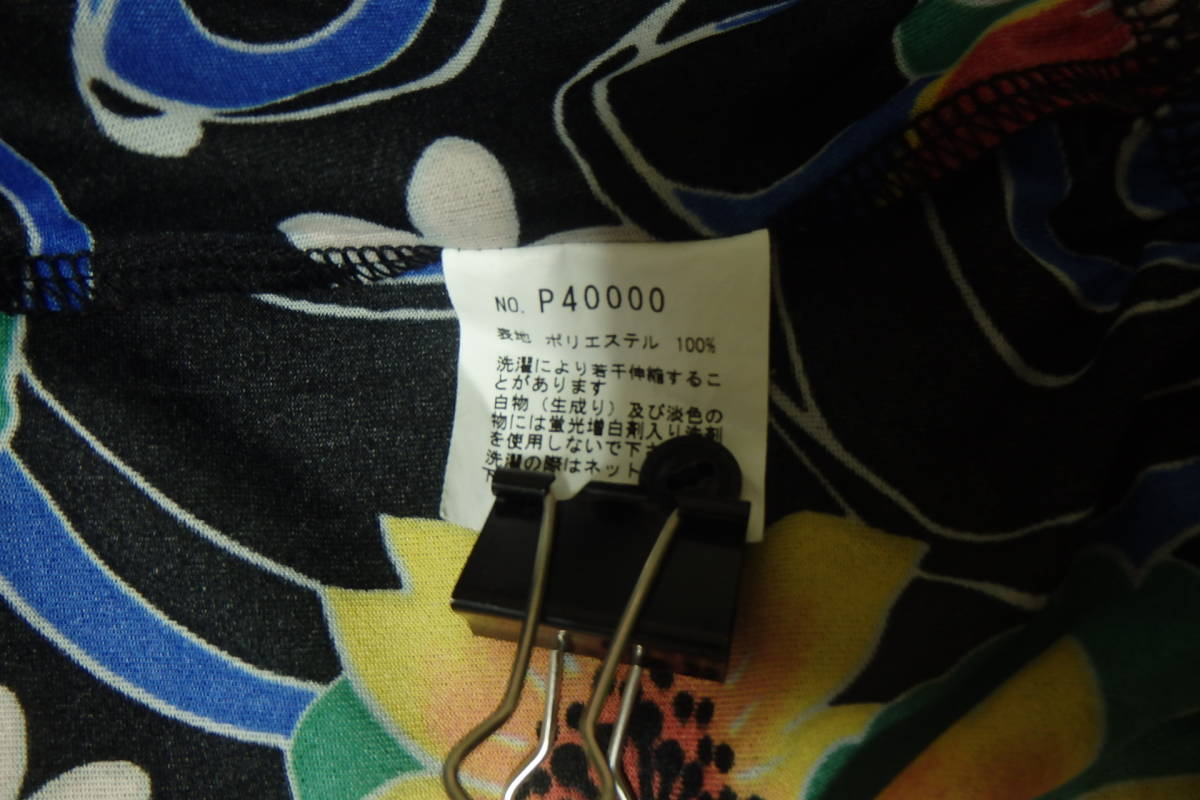 NO. P40000
表地 ポリエステル 100%
洗濯により若干伸縮するこ
とがあります
白物（生成り）及び淡色の
物には蛍光増白剤入り洗剤
を使用しないで下
洗濯の際はネット
下